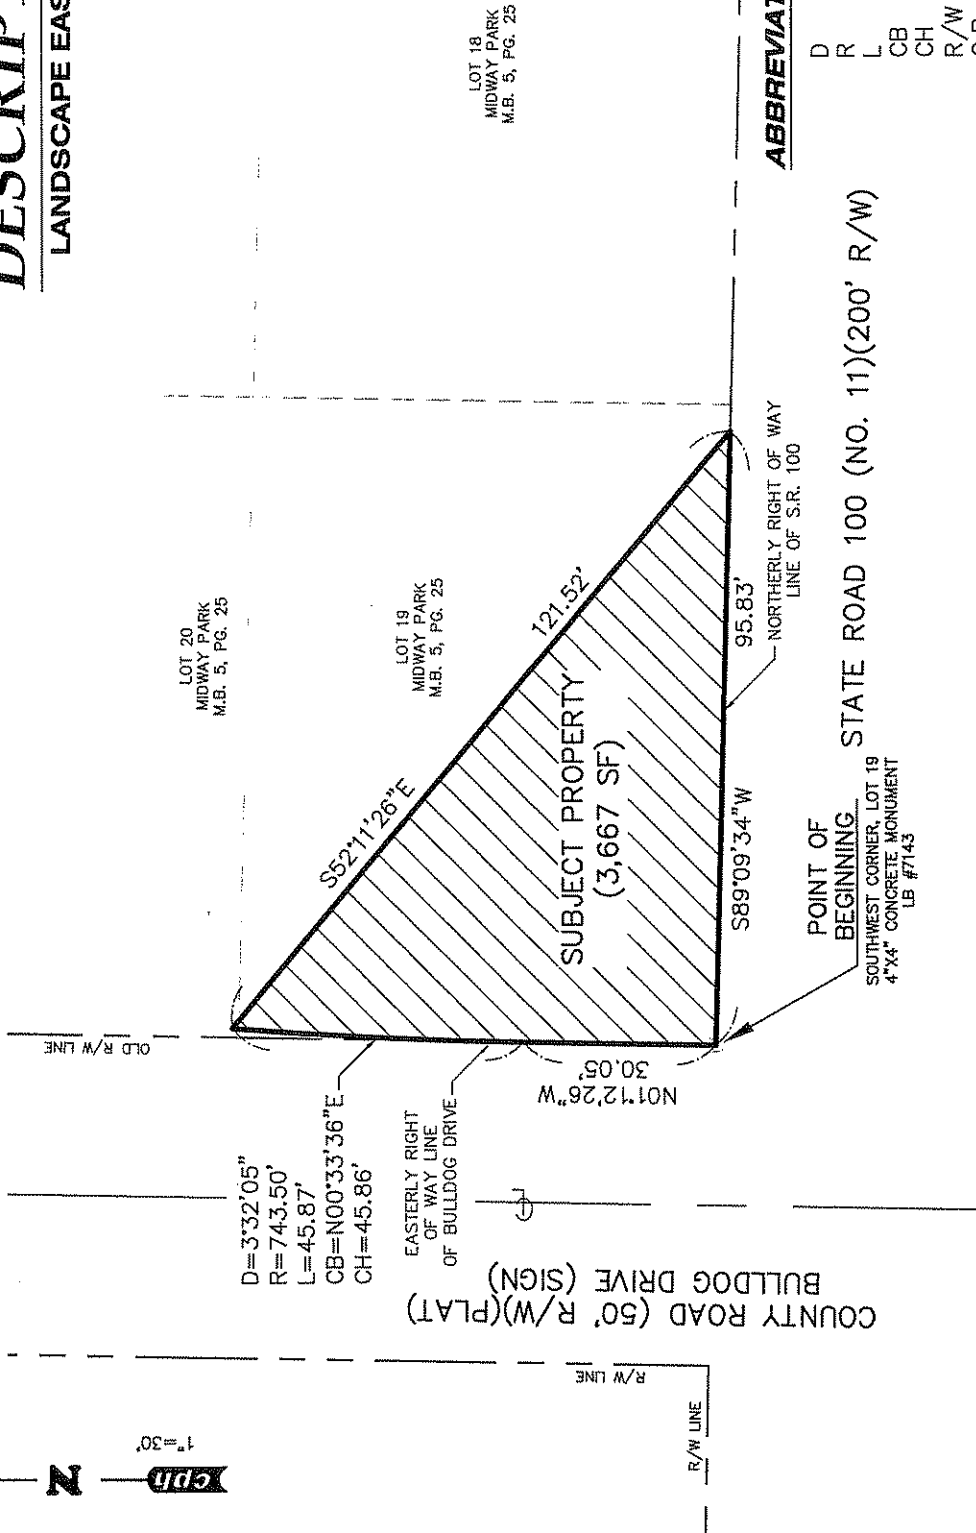 LANDSCAPE EAS
LOT 18
MIDWAY PARK
M.B. 5, PG. 25
ABBREVIAT
D
R
L
CB
CH
R/W
LOT 20
MIDWAY PARK
M.B. 5, PG. 25
LOT 19
MIDWAY PARK
M.B. 5, PG. 25
S52°11'26"E
121.52'
SUBJECT PROPERTY
(3,667 SF)
S89°09'34"W
95.83'
NORTHERLY RIGHT OF WAY
LINE OF S.R. 100
STATE ROAD 100 (NO. 11)(200' R/W)
POINT OF
BEGINNING
SOUTHWEST CORNER, LOT 19
4"X4" CONCRETE MONUMENT
LB #7143
OLD R/W LINE
N01°12'26"W
30.05'
D=3°32'05"
R=743.50'
L=45.87'
CB=N00°33'36"E
CH=45.86'
EASTERLY RIGHT
OF WAY LINE
OF BULLDOG DRIVE
COUNTY ROAD (50' R/W)(PLAT)
BULLDOG DRIVE (SIGN)
R/W LINE
R/W LINE
N
cph
1"=30'